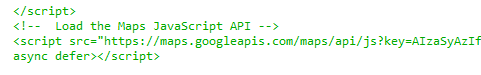 </script>
<!--  Load the Maps JavaScript API -->
<script src="https://maps.googleapis.com/maps/api/js?key=AIzaSyAzIf
async defer></script>